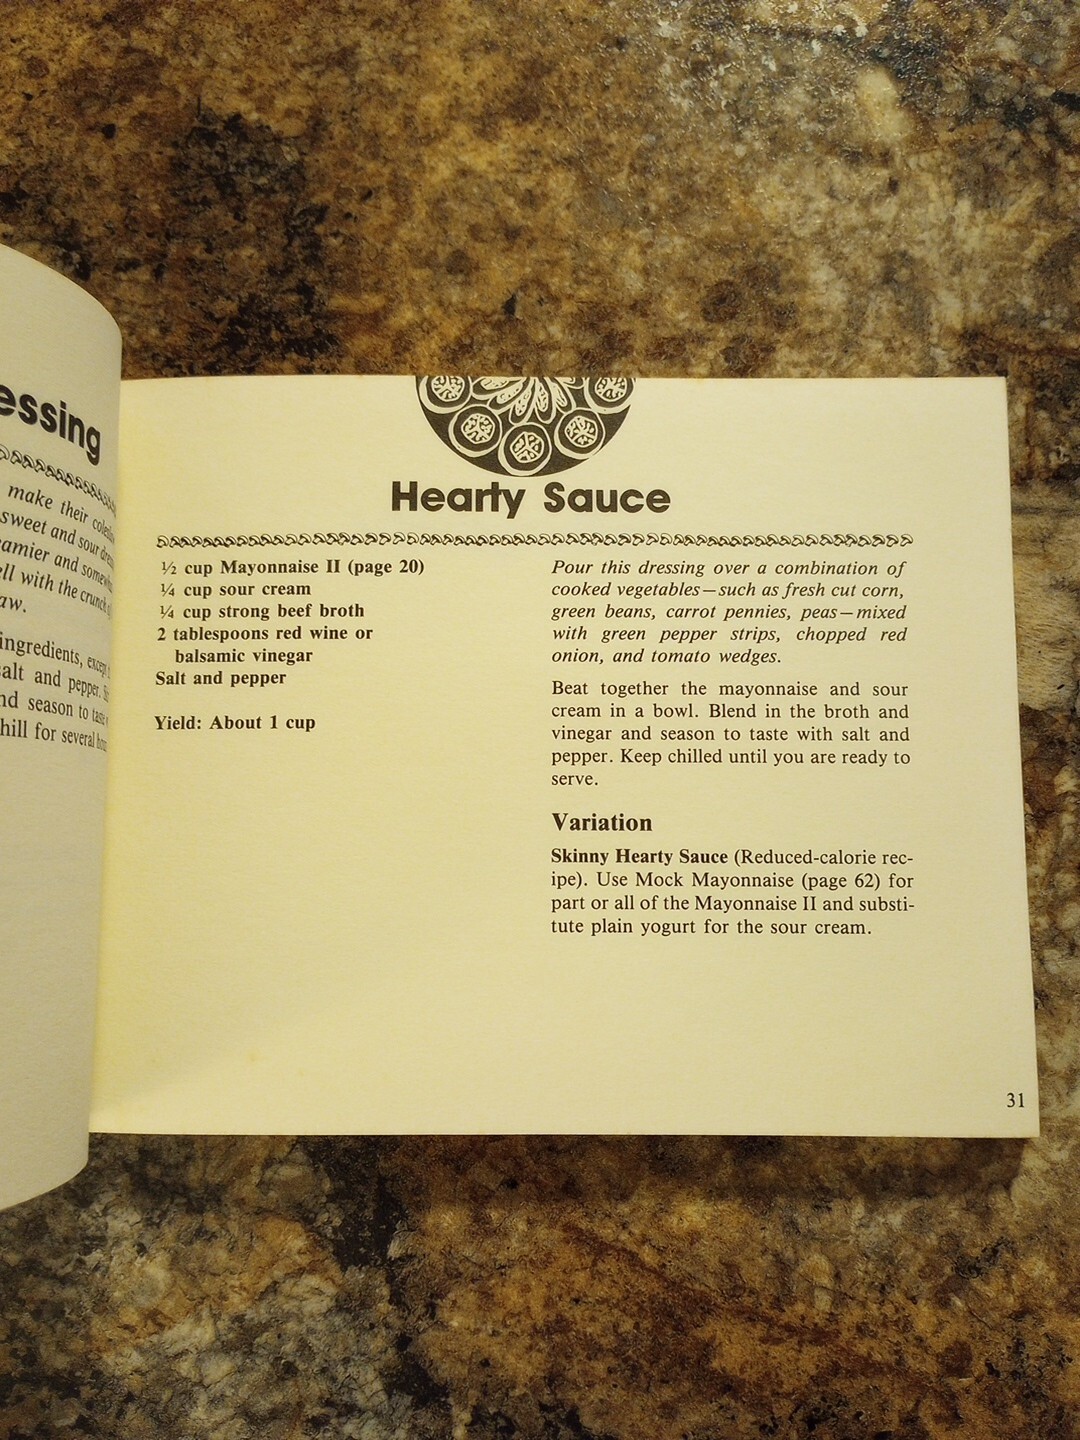 essing
make their
sweet and sour
amier and
ell with the crunch
aw.
ingredients, except
salt and pepper.
nd season to taste
hill for several
Hearty Sauce
½ cup Mayonnaise II (page 20)
¼ cup sour cream
¼ cup strong beef broth
2 tablespoons red wine or
balsamic vinegar
Salt and pepper
Yield: About 1 cup
Pour this dressing over a combination of
cooked vegetables—such as fresh cut corn,
green beans, carrot pennies, peas—mixed
with green pepper strips, chopped red
onion, and tomato wedges.
Beat together the mayonnaise and sour
cream in a bowl. Blend in the broth and
vinegar and season to taste with salt and
pepper. Keep chilled until you are ready to
serve.
Variation
Skinny Hearty Sauce (Reduced-calorie rec-
ipe). Use Mock Mayonnaise (page 62) for
part or all of the Mayonnaise II and substi-
tute plain yogurt for the sour cream.
31